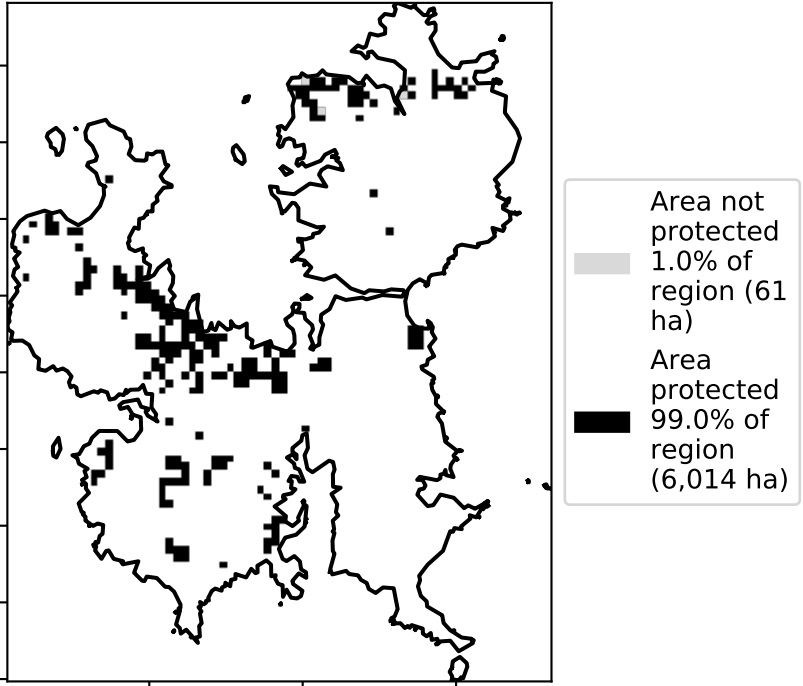 Area not
protected
1.0% of
region (61
ha)
Area
protected
99.0% of
region
(6,014 ha)